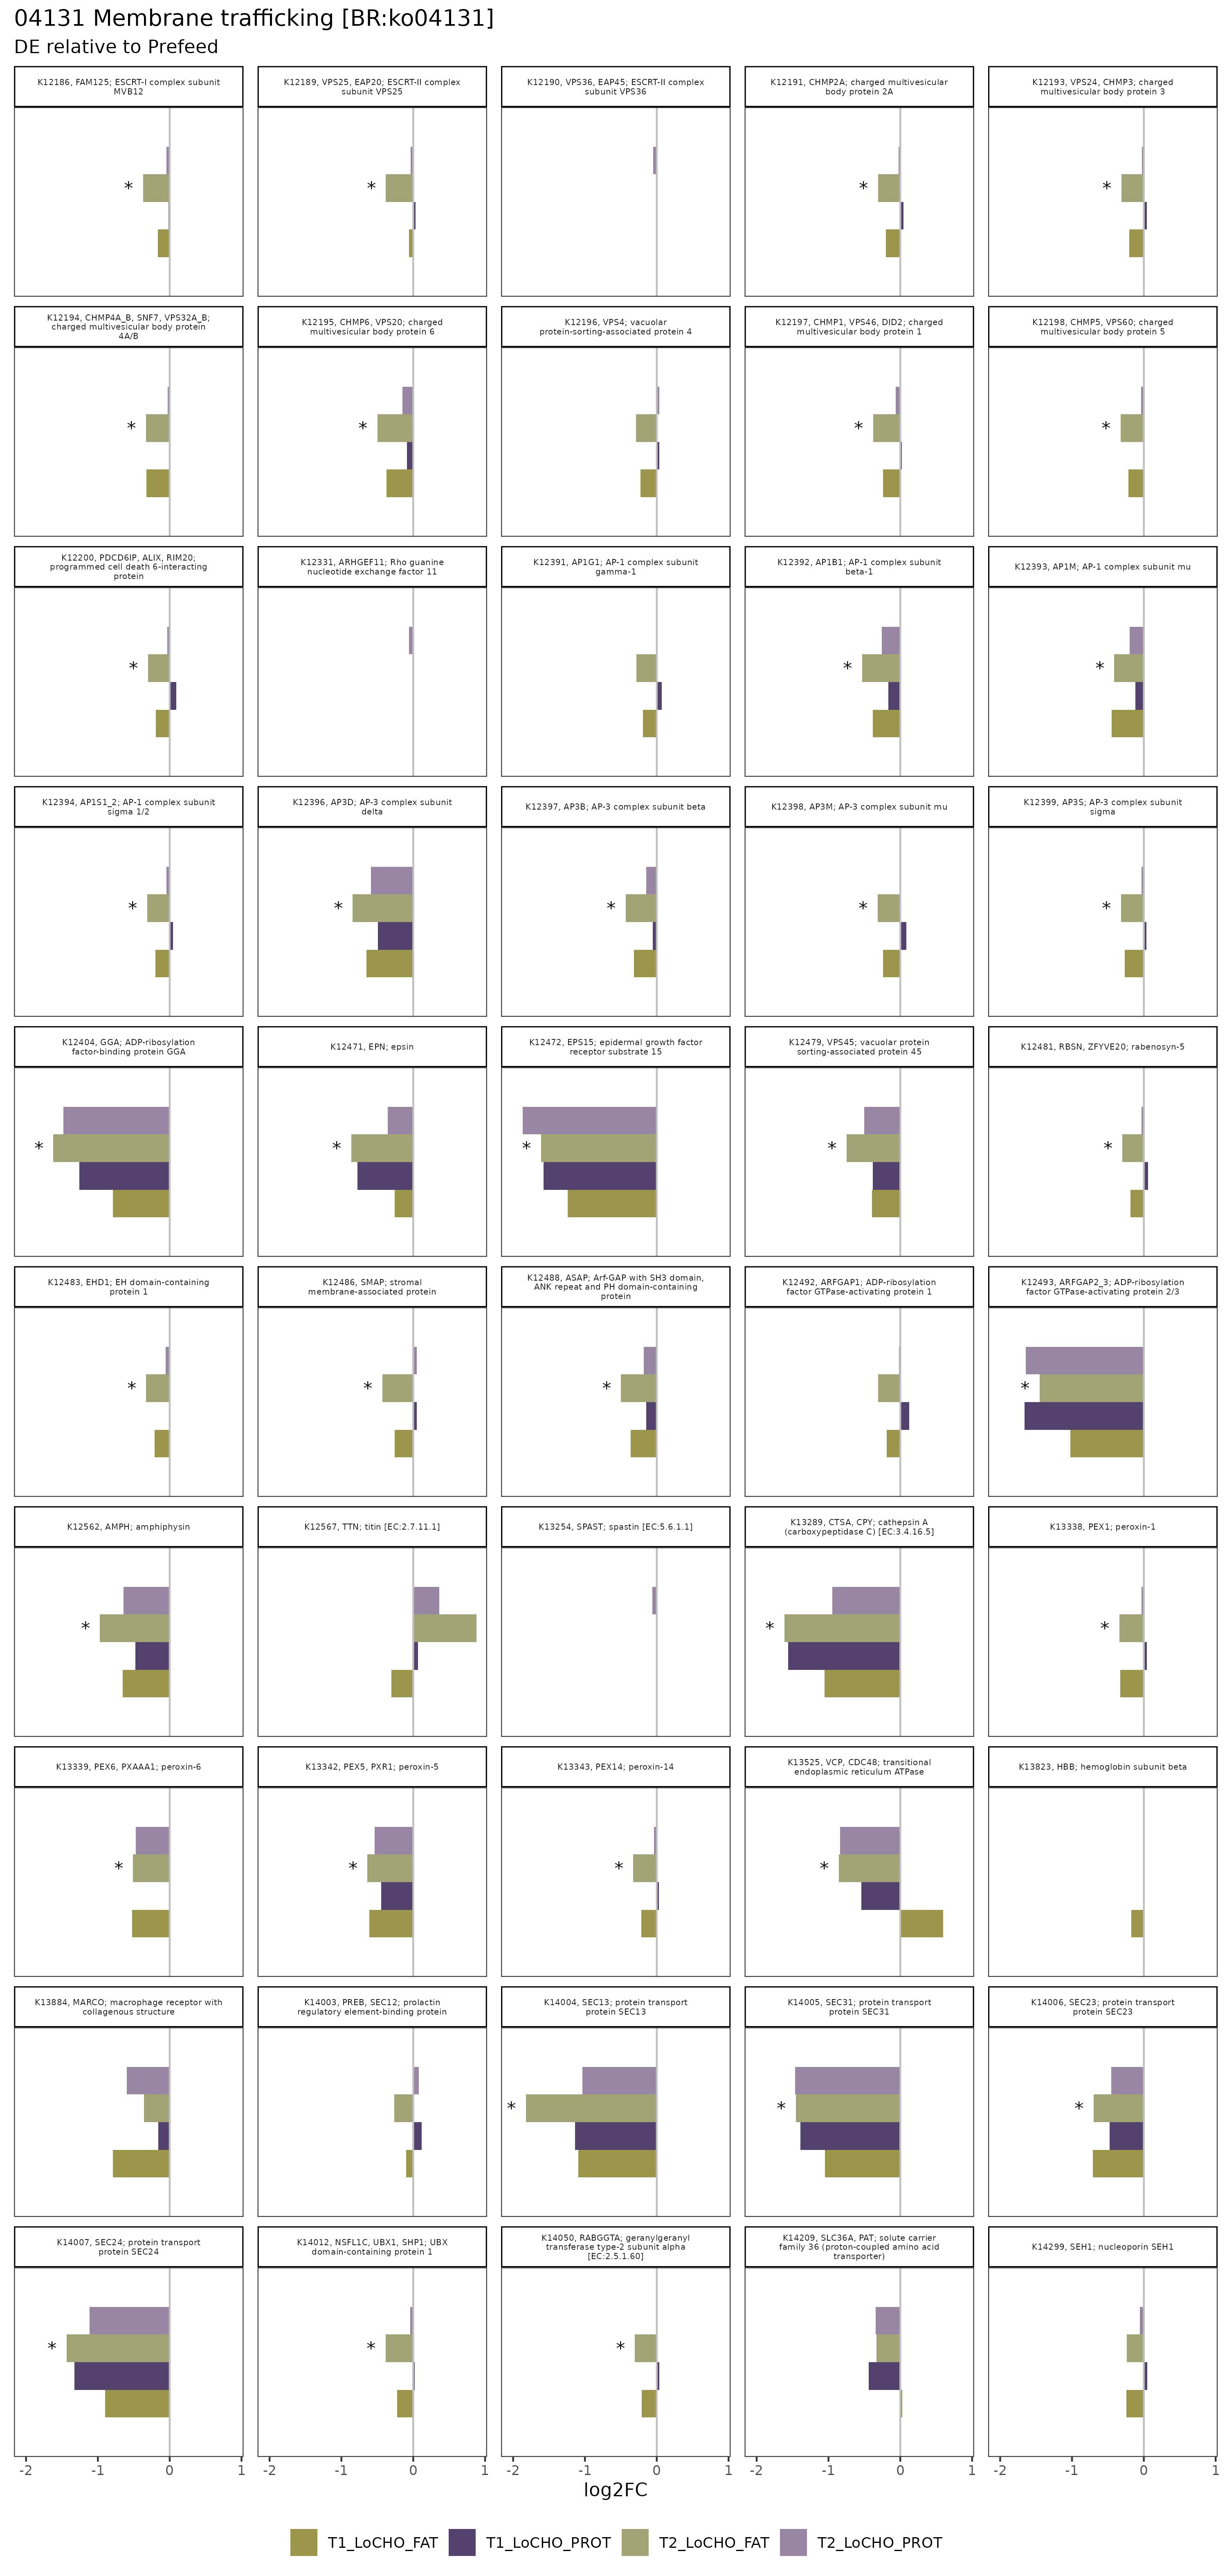 04131 Membrane trafficking [BR:ko04131]
DE relative to Prefeed
K12186, FAM125; ESCRT-I complex subunit
MVB12
K12189, VPS25, EAP20; ESCRT-II complex
subunit VPS25
K12190, VPS36, EAP45; ESCRT-II complex
subunit VPS36
K12191, CHMP2A; charged multivesicular
body protein 2A
K12193, VPS24, CHMP3; charged
multivesicular body protein 3
*
*
*
*
K12194, CHMP4A_B, SNF7, VPS32A_B;
charged multivesicular body protein
4A/B
K12195, CHMP6, VPS20; charged
multivesicular body protein 6
K12196, VPS4; vacuolar
protein-sorting-associated protein 4
K12197, CHMP1, VPS46, DID2; charged
multivesicular body protein 1
K12198, CHMP5, VPS60; charged
multivesicular body protein 5
*
*
*
*
K12200, PDCD6IP, ALIX, RIM20;
programmed cell death 6-interacting
protein
K12331, ARHGEF11; Rho guanine
nucleotide exchange factor 11
K12391, AP1G1; AP-1 complex subunit
gamma-1
K12392, AP1B1; AP-1 complex subunit
beta-1
K12393, AP1M; AP-1 complex subunit mu
*
*
*
K12394, AP1S1_2; AP-1 complex subunit
sigma 1/2
K12396, AP3D; AP-3 complex subunit
delta
K12397, AP3B; AP-3 complex subunit beta
K12398, AP3M; AP-3 complex subunit mu
K12399, AP3S; AP-3 complex subunit
sigma
*
*
*
*
*
K12404, GGA; ADP-ribosylation
factor-binding protein GGA
K12471, EPN; epsin
K12472, EPS15; epidermal growth factor
receptor substrate 15
K12479, VPS45; vacuolar protein
sorting-associated protein 45
K12481, RBSN, ZFYVE20; rabenosyn-5
*
*
*
*
*
K12483, EHD1; EH domain-containing
protein 1
K12486, SMAP; stromal
membrane-associated protein
K12488, ASAP; Arf-GAP with SH3 domain,
ANK repeat and PH domain-containing
protein
K12492, ARFGAP1; ADP-ribosylation
factor GTPase-activating protein 1
K12493, ARFGAP2_3; ADP-ribosylation
factor GTPase-activating protein 2/3
*
*
*
*
K12562, AMPH; amphiphysin
K12567, TTN; titin [EC:2.7.11.1]
K13254, SPAST; spastin [EC:5.6.1.1]
K13289, CTSA, CPY; cathepsin A
(carboxypeptidase C) [EC:3.4.16.5]
K13338, PEX1; peroxin-1
*
*
*
K13339, PEX6, PXAAA1; peroxin-6
K13342, PEX5, PXR1; peroxin-5
K13343, PEX14; peroxin-14
K13525, VCP, CDC48; transitional
endoplasmic reticulum ATPase
K13823, HBB; hemoglobin subunit beta
*
*
*
*
K13884, MARCO; macrophage receptor with
collagenous structure
K14003, PREB, SEC12; prolactin
regulatory element-binding protein
K14004, SEC13; protein transport
protein SEC13
K14005, SEC31; protein transport
protein SEC31
K14006, SEC23; protein transport
protein SEC23
*
*
*
K14007, SEC24; protein transport
protein SEC24
K14012, NSFL1C, UBX1, SHP1; UBX
domain-containing protein 1
K14050, RABGGTA; geranylgeranyl
transferase type-2 subunit alpha
[EC:2.5.1.60]
K14209, SLC36A, PAT; solute carrier
family 36 (proton-coupled amino acid
transporter)
K14299, SEH1; nucleoporin SEH1
*
*
*
-2 -1 0 1 -2 -1 0 1 -2 -1 0 1 -2 -1 0 1 -2 -1 0 1
log2FC
T1_LoCHO_FAT T1_LoCHO_PROT T2_LoCHO_FAT T2_LoCHO_PROT